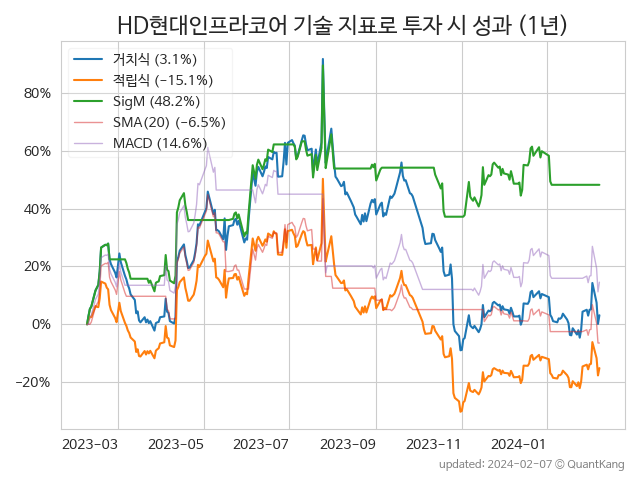 HD현대인프라코어 기술 지표로 투자 시 성과 (1년)
거치식 (3.1%)
적립식 (−15.1%)
SigM (48.2%)
SMA(20) (−6.5%)
MACD (14.6%)
80%
60%
40%
20%
0%
−20%
2023-03 2023-05 2023-07 2023-09 2023-11 2024-01
updated: 2024-02-07 © QuantKang